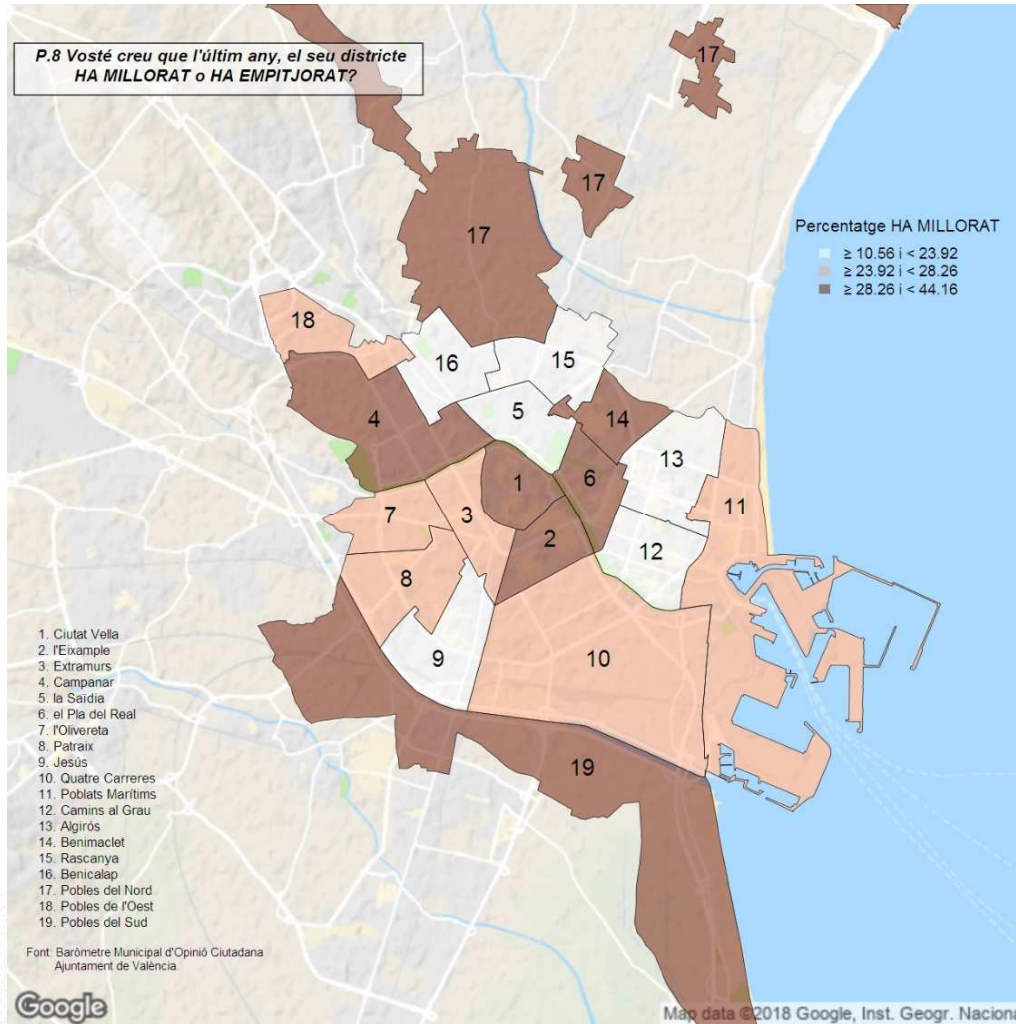 P.8 Vosté creu que l'últim any, el seu districte
HA MILLORAT o HA EMPITJORAT?
17
17
17
Percentatge HA MILLORAT
≥ 10.56 i < 23.92
≥ 23.92 i < 28.26
≥ 28.26 i < 44.16
18
16
15
5
4
14
13
6
1
11
3
7
2
12
8
9
10
19
1. Ciutat Vella
2. l'Eixample
3. Extramurs
4. Campanar
5. la Saïdia
6. el Pla del Real
7. l'Olivereta
8. Patraix
9. Jesús
10. Quatre Carreres
11. Poblats Marítims
12. Camins al Grau
13. Algirós
14. Benimaclet
15. Rascanya
16. Benicalap
17. Pobles del Nord
18. Pobles de l'Oest
19. Pobles del Sud
Font: Baròmetre Municipal d'Opinió Ciutadana
Ajuntament de València.
Google
Map data ©2018 Google, Inst. Geogr. Naciona